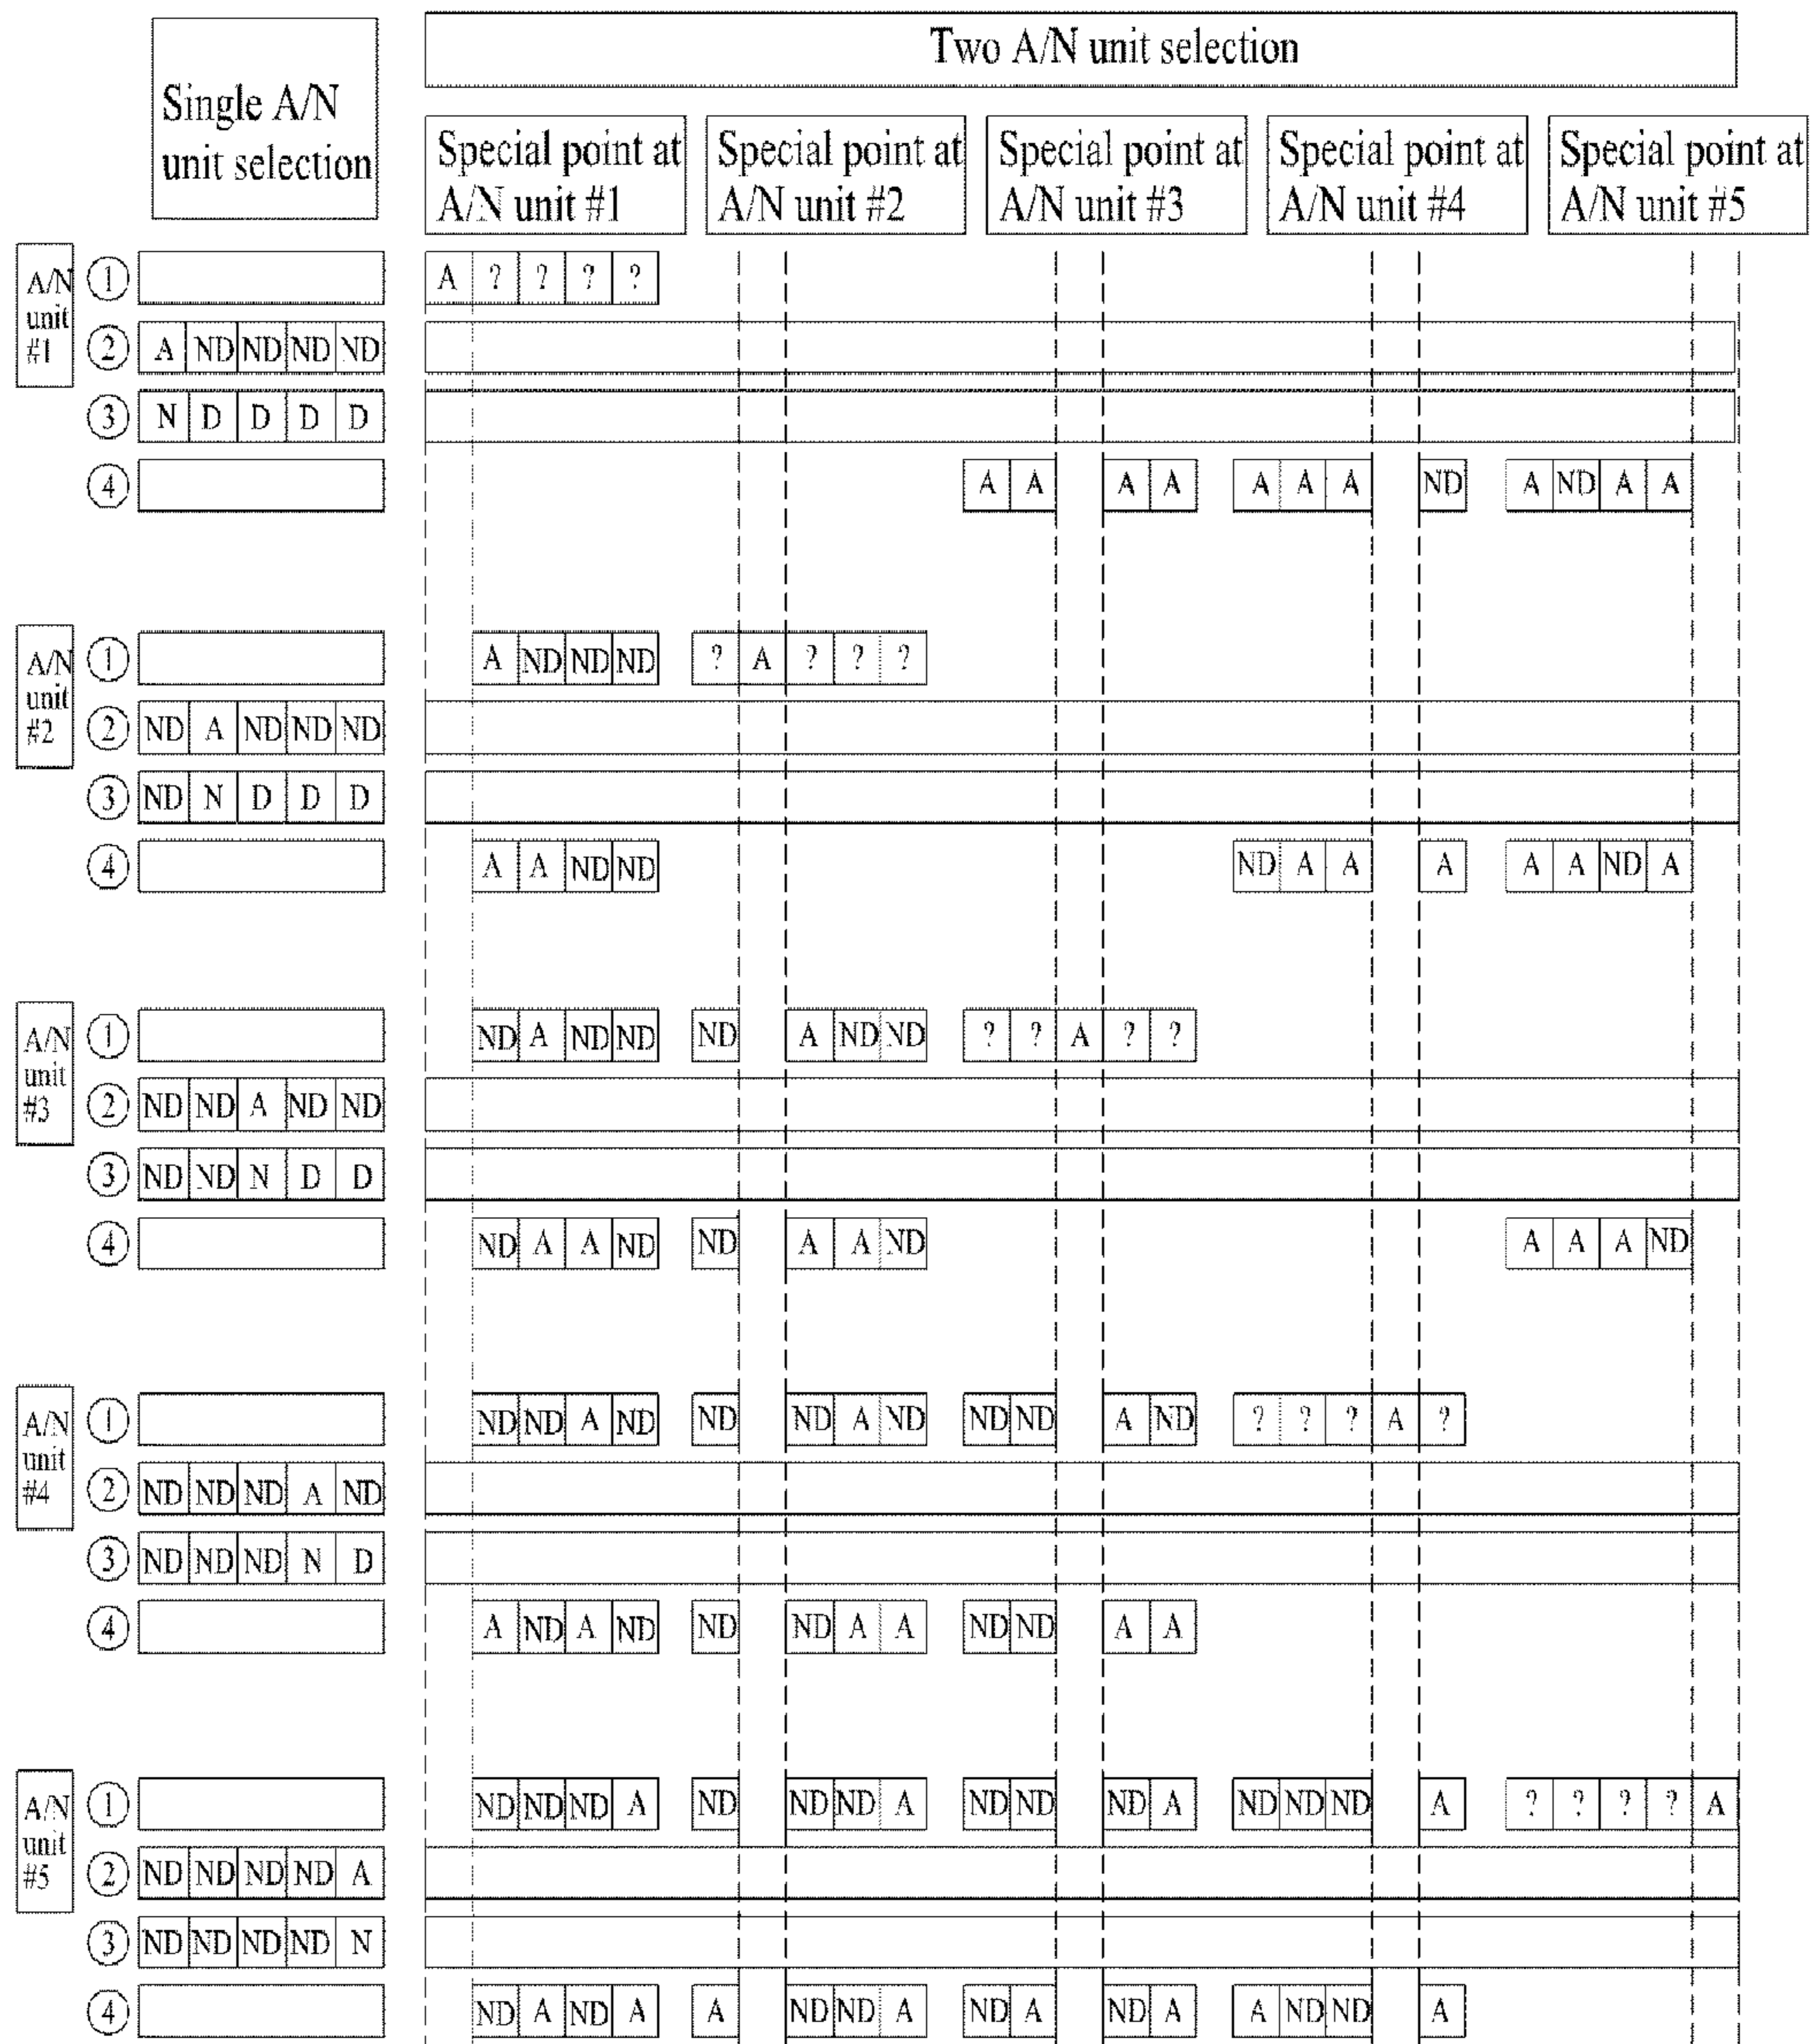 Single A/N
unit selection
Two A/N unit selection
Special point at
A/N unit #1
Special point at
A/N unit #2
Special point at
A/N unit #3
Special point at
A/N unit #4
Special point at
A/N unit #5
A/N
unit
#1
① A ? ? ? ?
② A ND ND ND ND
③ N D D D D
④ A A A A A A A ND A ND A A
A/N
unit
#2
① A ND ND ND ? A ? ? ?
② ND A ND ND ND
③ ND N D D D
④ A A ND ND ND A A A A A ND A
A/N
unit
#3
① ND A ND ND ND A ND ND ? ? A ? ?
② ND ND A ND ND
③ ND ND N D D
④ ND A A ND ND A A ND A A A ND
A/N
unit
#4
① ND ND A ND ND ND A ND ND ND A ND ? ? ? A ?
② ND ND ND A ND
③ ND ND ND N D
④ A ND A ND ND ND A A ND ND A A
A/N
unit
#5
① ND ND ND A ND ND ND A ND ND ND A ND ND ND A ? ? ? ? A
② ND ND ND ND A
③ ND ND ND ND N
④ ND A ND A A ND ND A ND A ND A A ND ND A